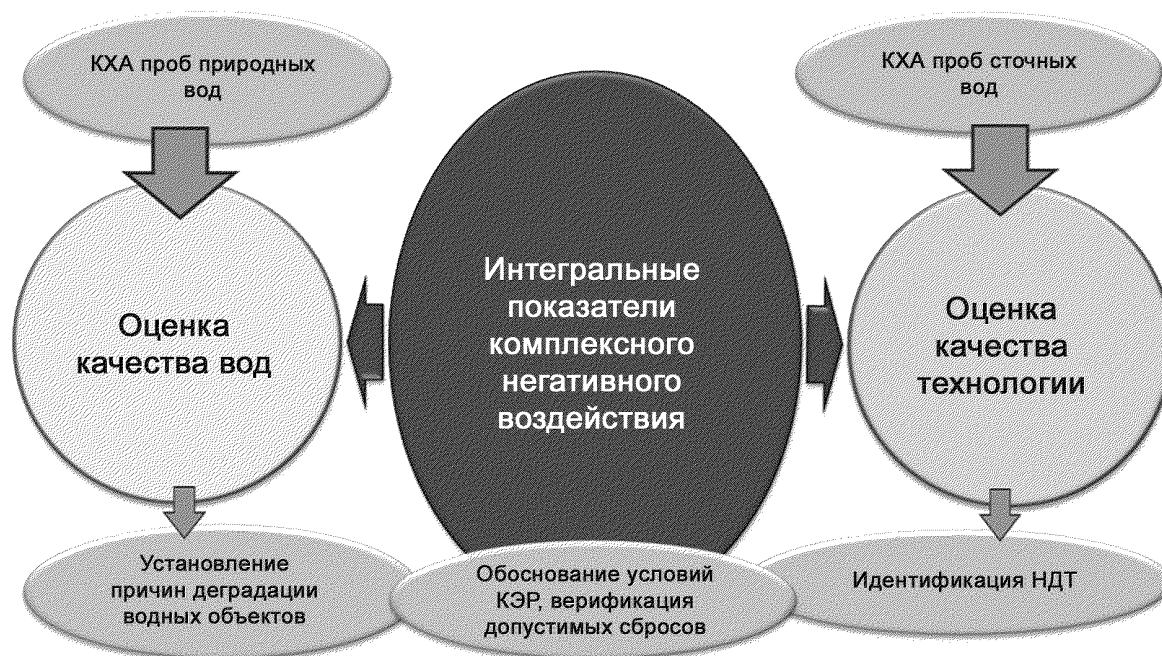 КХА проб природных
вод
КХА проб сточных
вод
Интегральные
показатели
комплексного
негативного
воздействия
Оценка
качества вод
Оценка
качества
технологии
Установление
причин деградации
водных объектов
Обоснование условий
КЭР, верификация
допустимых сбросов
Идентификация НДТ